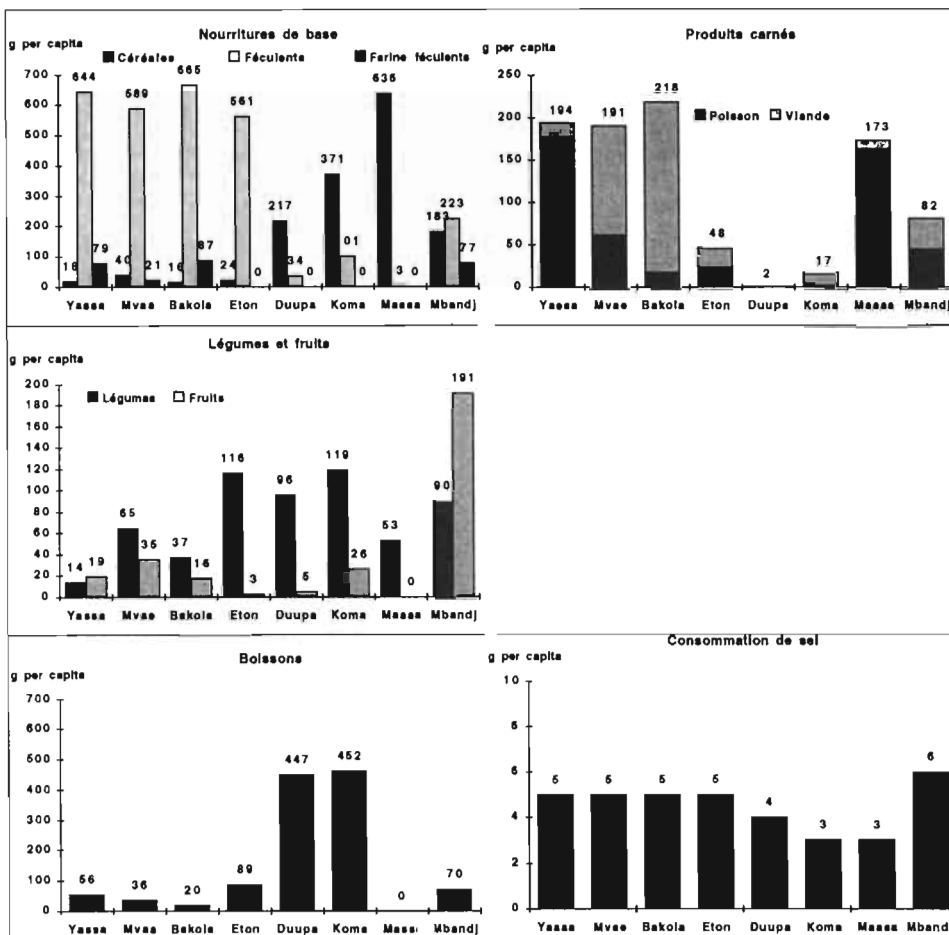 Nourritures de base
g per capita
Céréales Féculents Farine féculents
700
600
500
400
300
200
100
0
644 589 665 561 636
371
217 183 223
18 79 40 21 16 87 24 0 34 0 01 0 3 0 77
Yassa Mvae Bakola Eton Duupa Koma Massa Mbandj
Produits carnés
g per capita
Poisson Viande
250
200
150
100
50
0
194 191 218 48 2 17 173 82
Yassa Mvae Bakola Eton Duupa Koma Massa Mbandj
Légumes et fruits
g per capita
Légumes Fruits
200
180
160
140
120
100
80
60
40
20
0
14 19 65 35 37 16 116 3 96 5 119 26 53 0 90 191
Yassa Mvae Bakola Eton Duupa Koma Massa Mbandj
Boissons
g per capita
700
600
500
400
300
200
100
0
56 36 20 89 447 452 0 70
Yassa Mvae Bakola Eton Duupa Koma Massa Mbandj
Consommation de sel
g per capita
10
8
6
4
2
0
5 5 5 5 4 3 3 6
Yassa Mvae Bakola Eton Duupa Koma Massa Mbandj